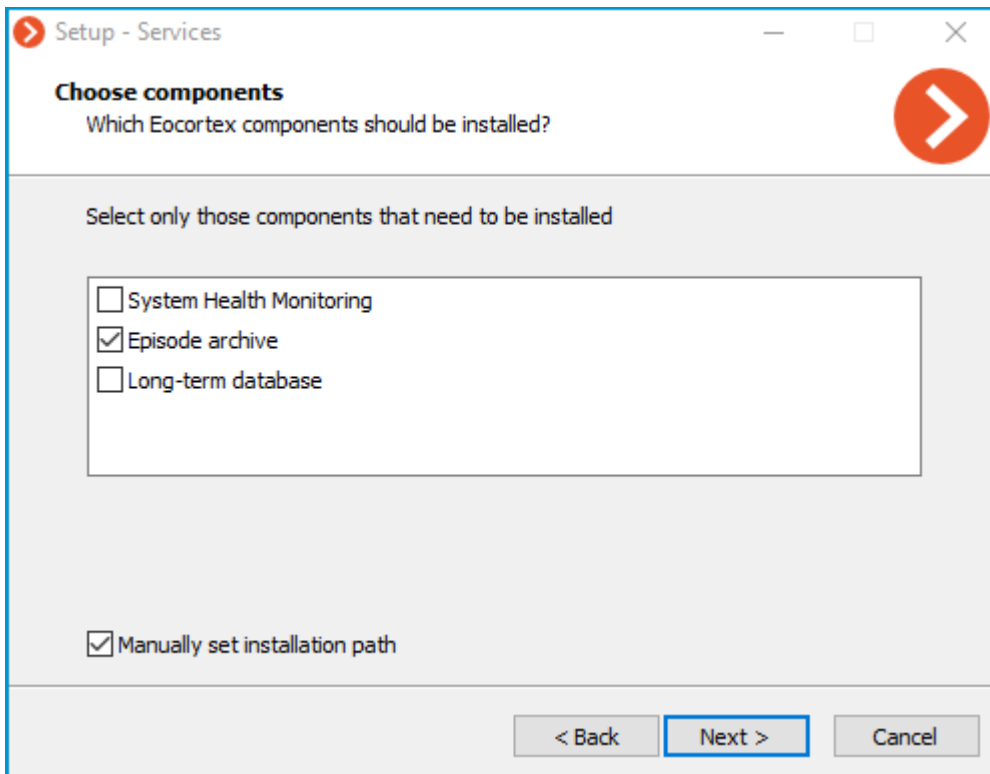 Setup - Services
Choose components
Which Eocortex components should be installed?
Select only those components that need to be installed
System Health Monitoring
Episode archive
Long-term database
Manually set installation path
< Back Next > Cancel